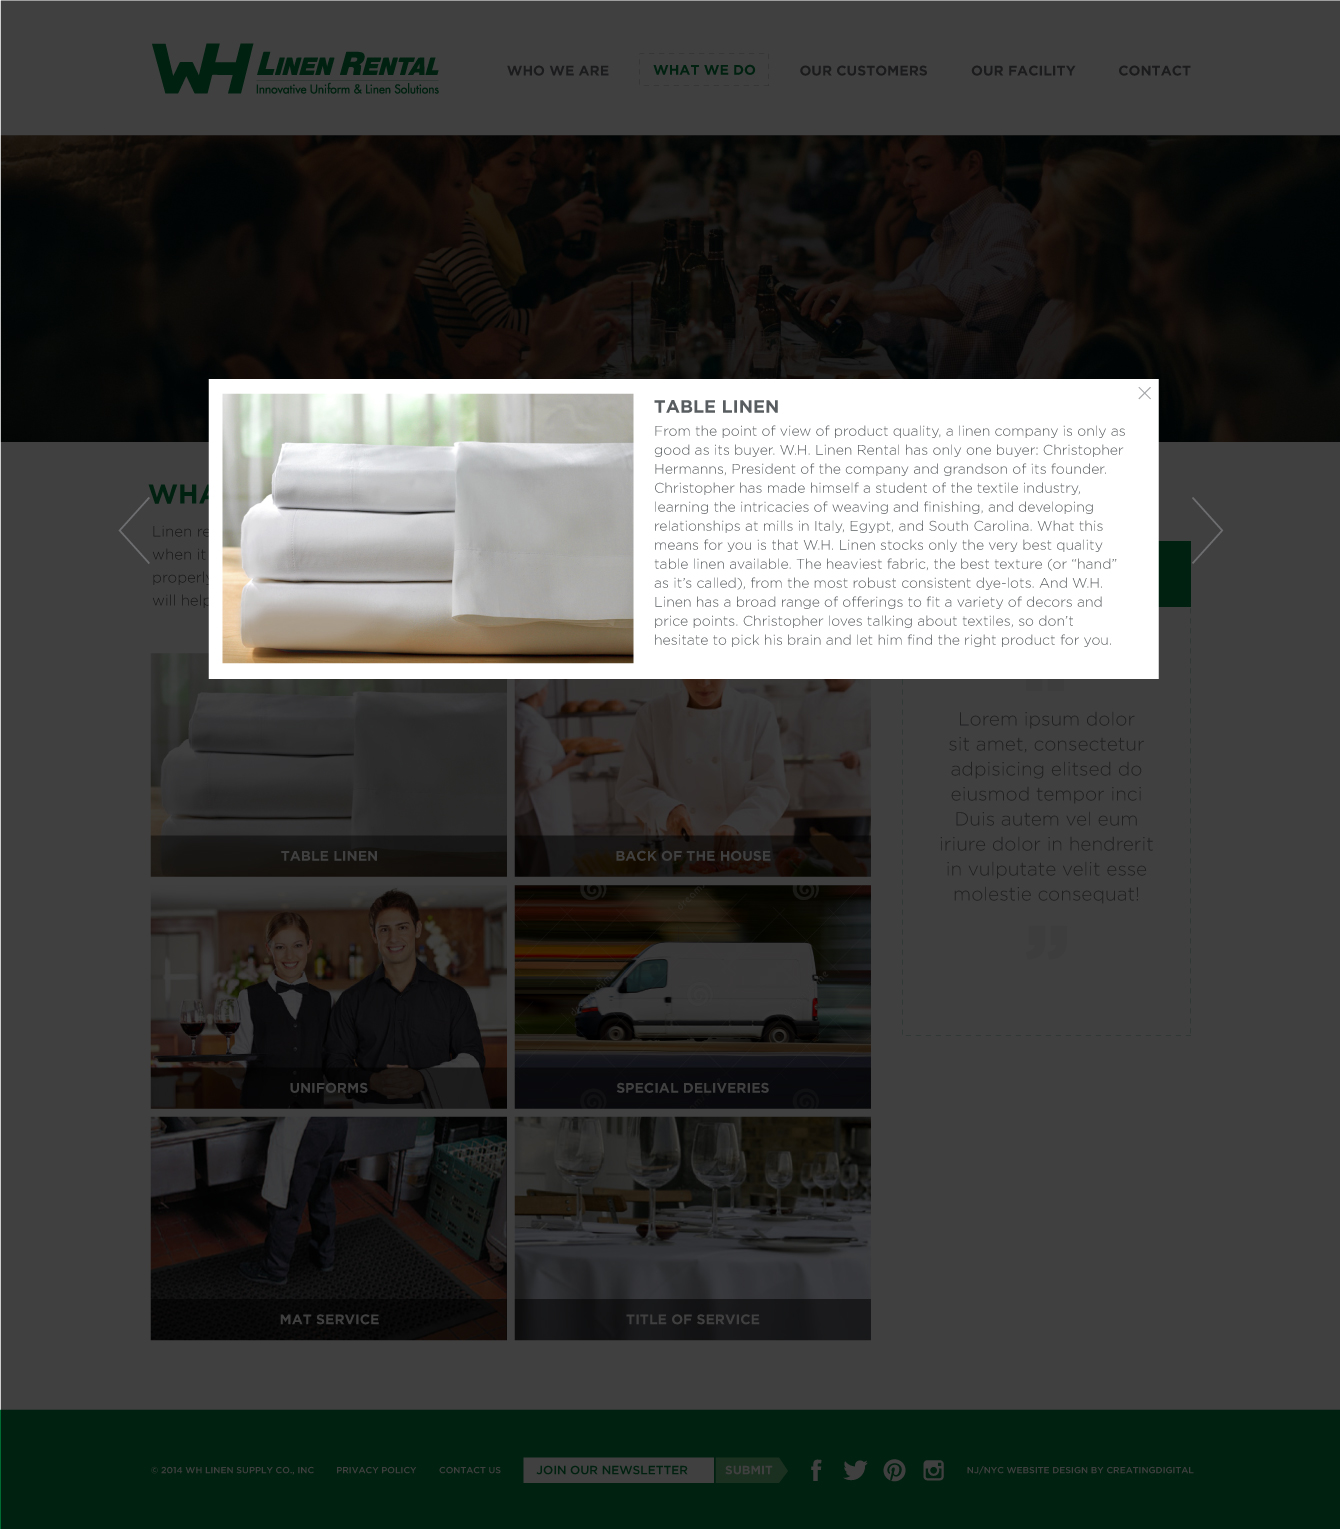 WH LINEN RENTAL
Innovative Uniform & Linen Solutions
WHO WE ARE
WHAT WE DO
OUR CUSTOMERS
OUR FACILITY
CONTACT
TABLE LINEN
From the point of view of product quality, a linen company is only as
good as its buyer. W.H. Linen Rental has only one buyer: Christopher
Hermanns, President of the company and grandson of its founder.
Christopher has made himself a student of the textile industry,
learning the intricacies of weaving and finishing, and developing
relationships at mills in Italy, Egypt, and South Carolina. What this
means for you is that W.H. Linen stocks only the very best quality
table linen available. The heaviest fabric, the best texture (or “hand”
as it’s called), from the most robust consistent dye-lots. And W.H.
Linen has a broad range of offerings to fit a variety of decors and
price points. Christopher loves talking about textiles, so don’t
hesitate to pick his brain and let him find the right product for you.
WHA
Linen re
when it
properly
will help
TABLE LINEN
BACK OF THE HOUSE
UNIFORMS
SPECIAL DELIVERIES
MAT SERVICE
TITLE OF SERVICE
Lorem ipsum dolor
sit amet, consectetur
adpisicing elitsed do
eiusmod tempor inci
Duis autem vel eum
iriure dolor in hendrerit
in vulputate velit esse
molestie consequat!
”
© 2014 WH LINEN SUPPLY CO., INC
PRIVACY POLICY
CONTACT US
JOIN OUR NEWSLETTER
SUBMIT
NJ/NYC WEBSITE DESIGN BY CREATINGDIGITAL